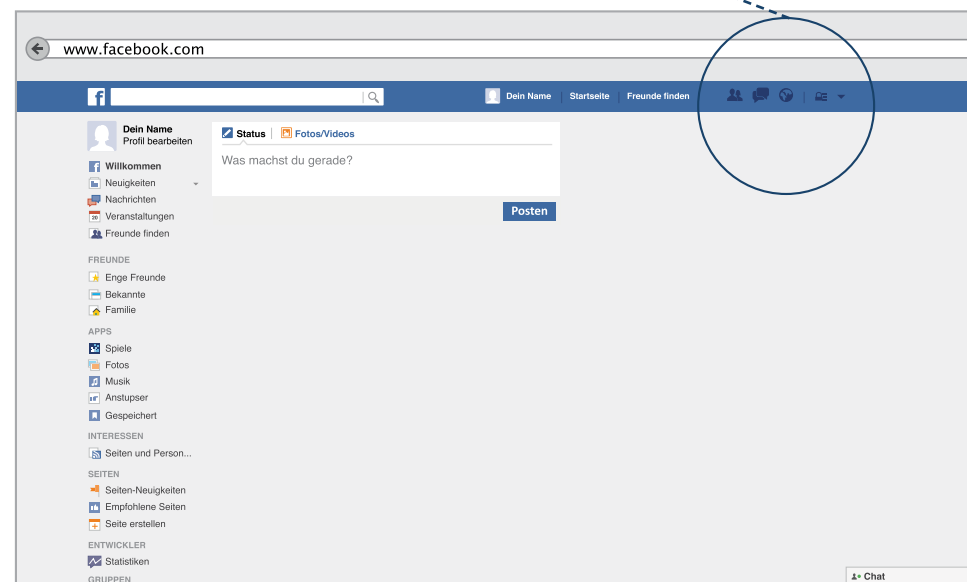 www.facebook.com
f
Dein Name
Startseite
Freunde finden
Dein Name
Profil bearbeiten
Willkommen
Neuigkeiten
Nachrichten
Veranstaltungen
Freunde finden
FREUNDE
Enge Freunde
Bekannte
Familie
APPS
Spiele
Fotos
Musik
Anstupser
Gespeichert
INTERESSEN
Seiten und Person...
SEITEN
Seiten-Neuigkeiten
Empfohlene Seiten
Seite erstellen
ENTWICKLER
Statistiken
GRUPPEN
Status
Fotos/Videos
Was machst du gerade?
Posten
Chat